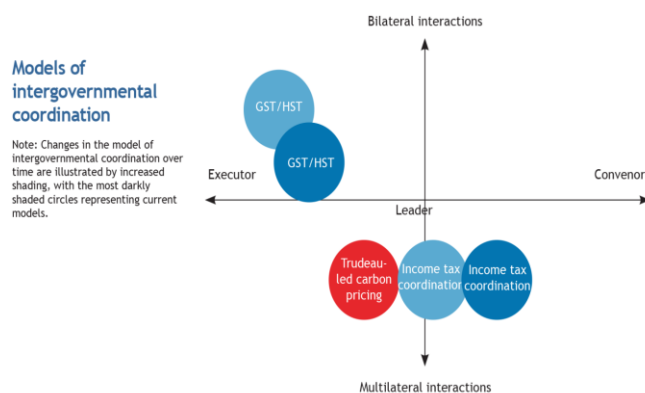 Models of
intergovernmental
coordination
Note: Changes in the model of
intergovernmental coordination over
time are illustrated by increased
shading, with the most darkly
shaded circles representing current
models.
Bilateral interactions
GST/HST
GST/HST
Executor
Convenor
Leader
Trudeau-
led carbon
pricing
Income tax
coordination
Income tax
coordination
Multilateral interactions